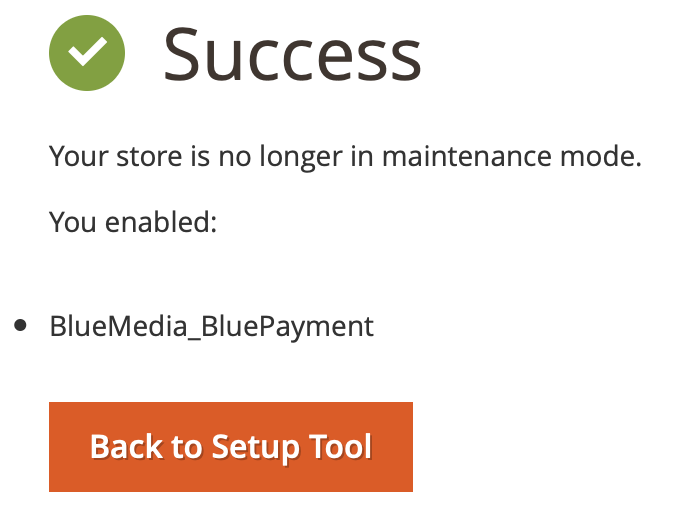 Success
Your store is no longer in maintenance mode.
You enabled:
BlueMedia_BluePayment
Back to Setup Tool